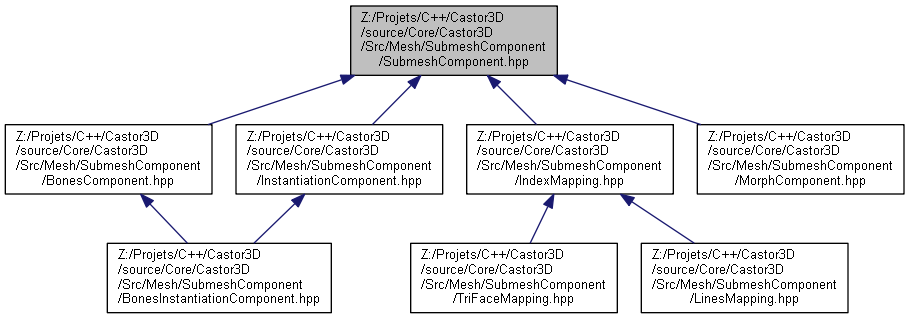 Z:/Projets/C++/Castor3D
/source/Core/Castor3D
/Src/Mesh/SubmeshComponent
/SubmeshComponent.hpp
Z:/Projets/C++/Castor3D
/source/Core/Castor3D
/Src/Mesh/SubmeshComponent
/BonesComponent.hpp
Z:/Projets/C++/Castor3D
/source/Core/Castor3D
/Src/Mesh/SubmeshComponent
/InstantiationComponent.hpp
Z:/Projets/C++/Castor3D
/source/Core/Castor3D
/Src/Mesh/SubmeshComponent
/IndexMapping.hpp
Z:/Projets/C++/Castor3D
/source/Core/Castor3D
/Src/Mesh/SubmeshComponent
/MorphComponent.hpp
Z:/Projets/C++/Castor3D
/source/Core/Castor3D
/Src/Mesh/SubmeshComponent
/BonesInstantiationComponent.hpp
Z:/Projets/C++/Castor3D
/source/Core/Castor3D
/Src/Mesh/SubmeshComponent
/TriFaceMapping.hpp
Z:/Projets/C++/Castor3D
/source/Core/Castor3D
/Src/Mesh/SubmeshComponent
/LinesMapping.hpp